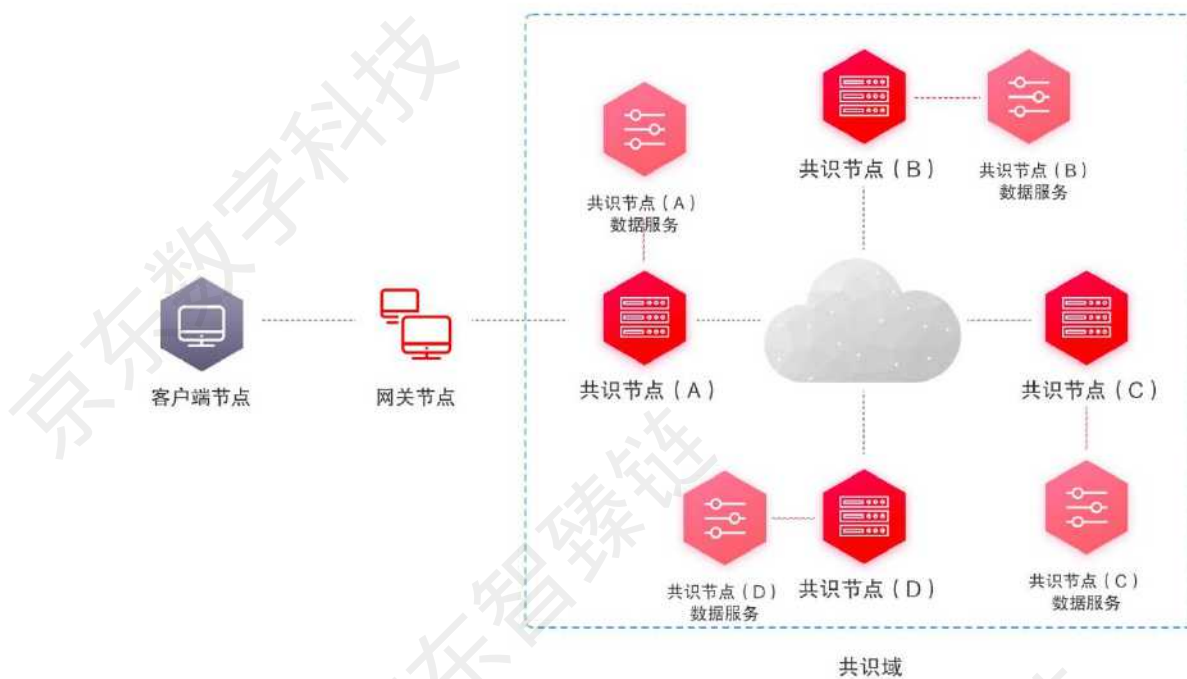 共识节点（B）
共识节点（B）
数据服务
共识节点（A）
数据服务
客户端节点
网关节点
共识节点（A）
共识节点（C）
共识节点（D）
数据服务
共识节点（D）
共识节点（C）
数据服务
共识域
京东数字科技
东智臻链